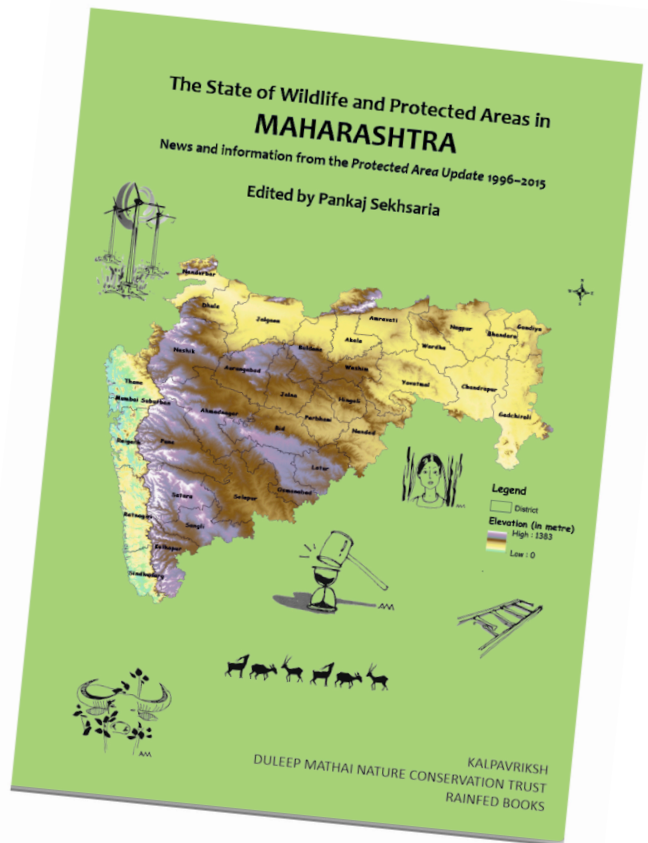 The State of Wildlife and Protected Areas in
MAHARASHTRA
News and information from the Protected Area Update 1996–2015
Edited by Pankaj Sekhsaria
Nandurbar
Dhule
Jalgaon
Amravati
Nagpur
Bhandara
Gondiya
Akola
Wardha
Nashik
Buldana
Washim
Aurangabad
Yavatmal
Chandrapur
Thane
Jalna
Hingoli
Mumbai Suburban
Ahmadnagar
Parbhani
Gadchiroli
Bid
Nanded
Raigarh
Pune
Latur
Osmanabad
Satara
Solapur
Ratnagiri
Sangli
Kolhapur
Sindhudurg
Legend
District
Elevation (in metre)
High : 1383
Low : 0
AM
AM
AM
KALPAVRIKSH
DULEEP MATHAI NATURE CONSERVATION TRUST
RAINFED BOOKS